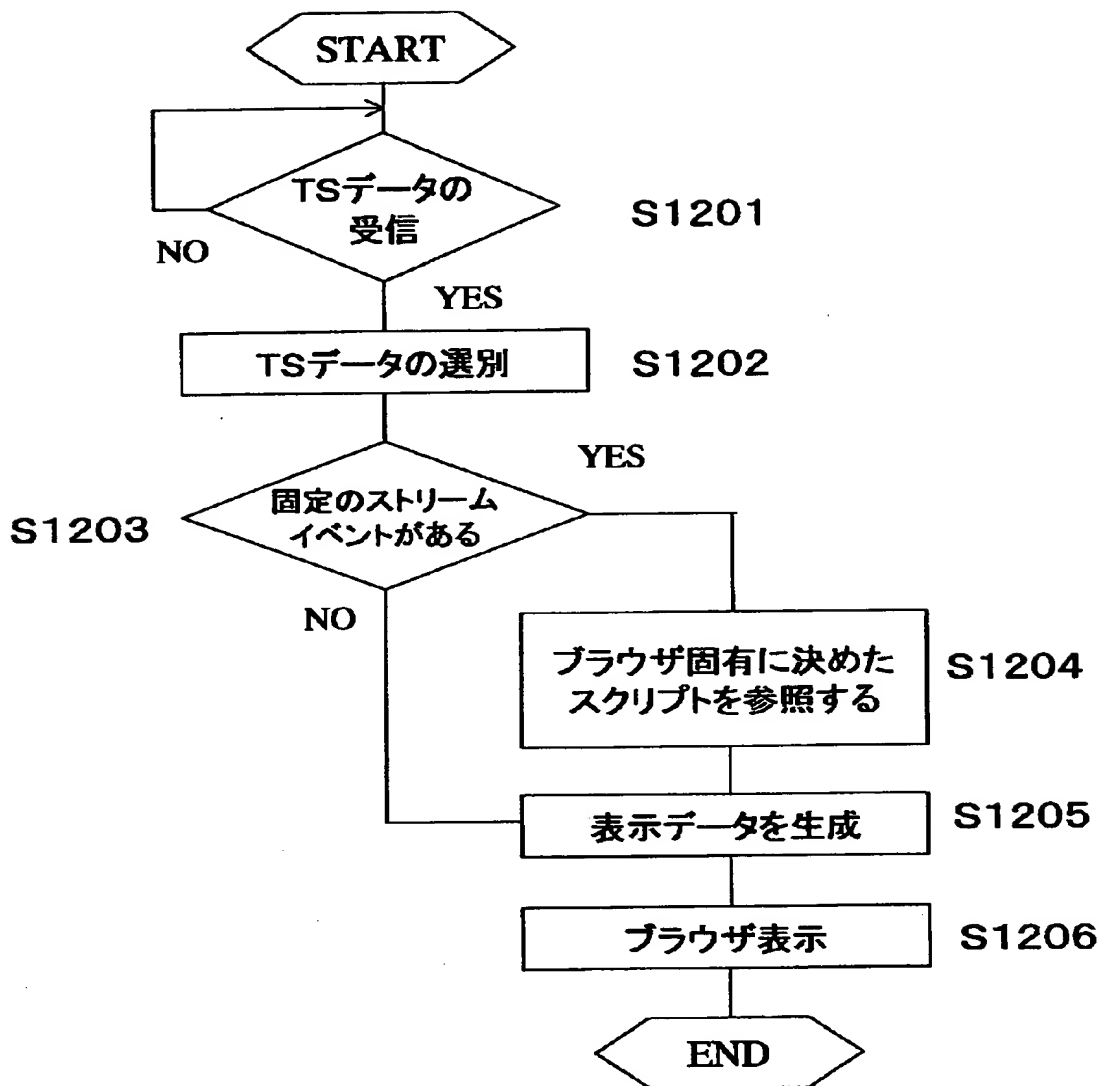 START
TSデータの
受信
S1201
NO
YES
TSデータの選別
S1202
YES
固定のストリーム
イベントがある
S1203
NO
ブラウザ固有に決めた
スクリプトを参照する
S1204
表示データを生成
S1205
ブラウザ表示
S1206
END